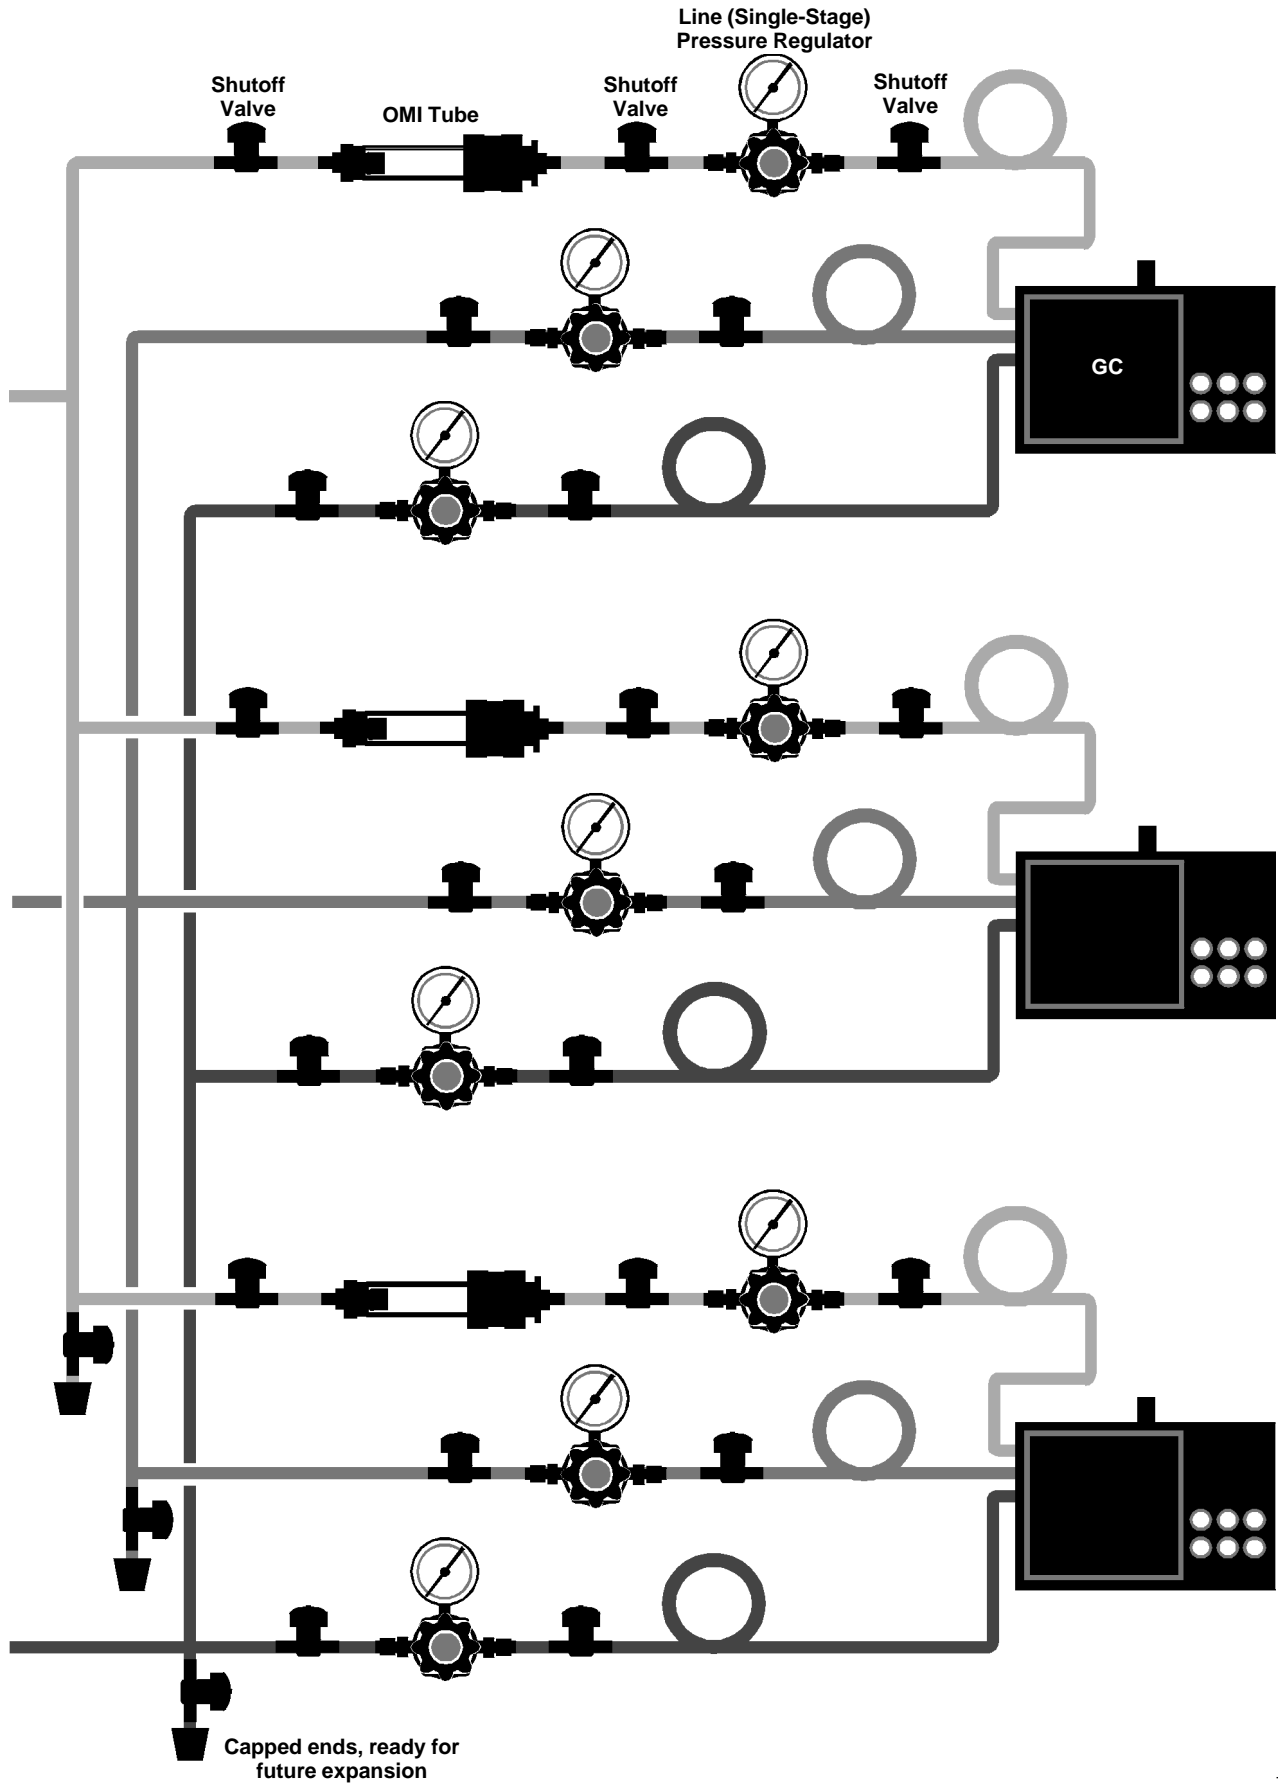 Line (Single-Stage)
Pressure Regulator
Shutoff
Valve
OMI Tube
Shutoff
Valve
Shutoff
Valve
GC
Capped ends, ready for
future expansion